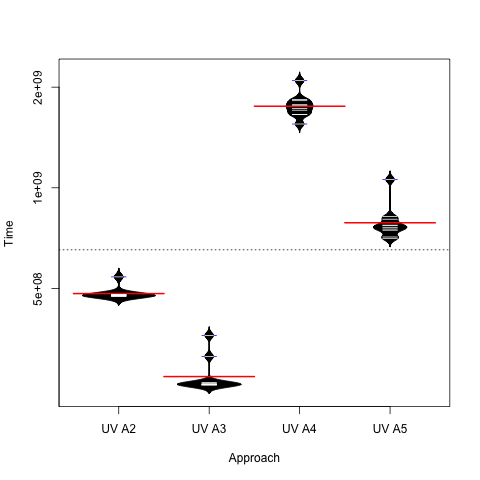 2e+09
1e+09
5e+08
Time
UV A2 UV A3 UV A4 UV A5
Approach